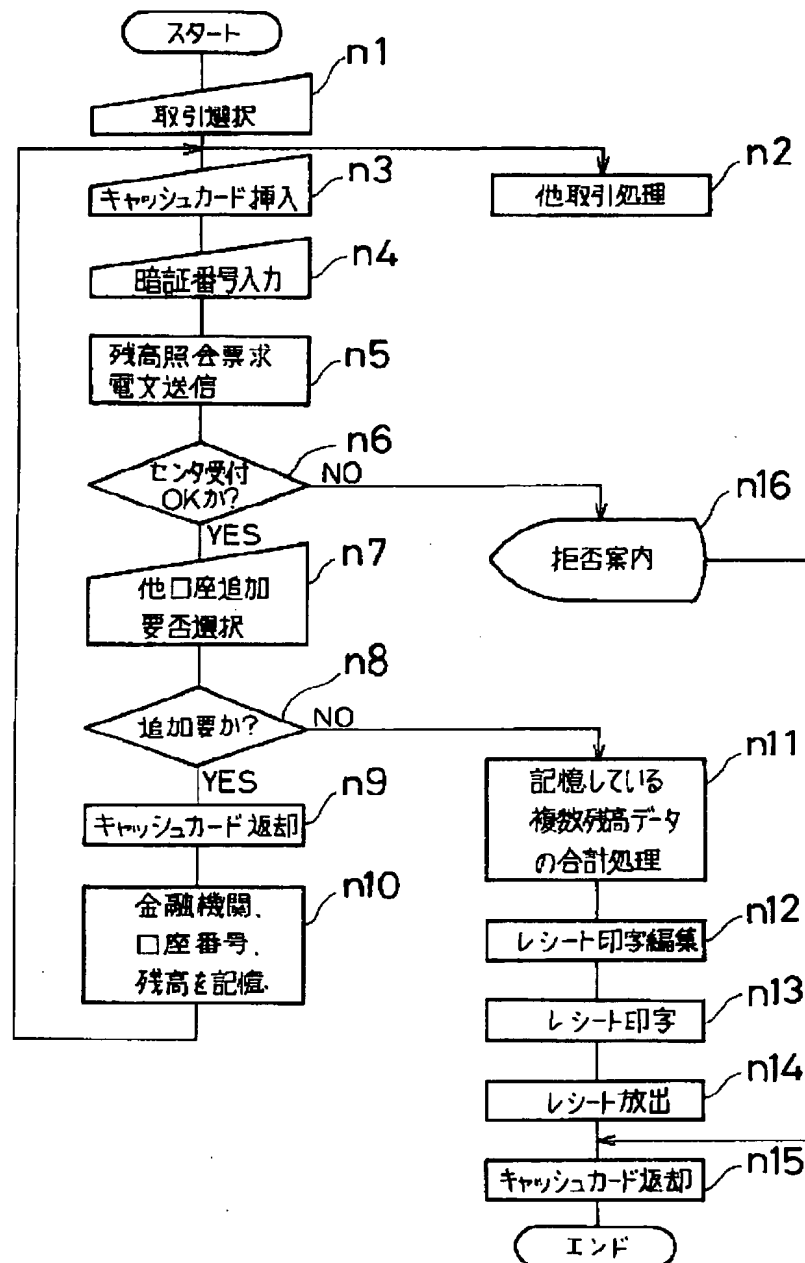 スタート
n1
取引選択
n3
キャッシュカード挿入
n2
他取引処理
n4
暗証番号入力
n5
残高照会票求
電文送信
n6
センタ受付
OKか?
NO
YES
n16
拒否案内
n7
他口座追加
要否選択
n8
追加要か?
NO
YES
n9
キャッシュカード返却
n10
金融機関、
口座番号、
残高を記憶.
n11
記憶している
複数残高データ
の合計処理
n12
レシート印字編集
n13
レシート印字
n14
レシート放出
n15
キャッシュカード返却
エンド